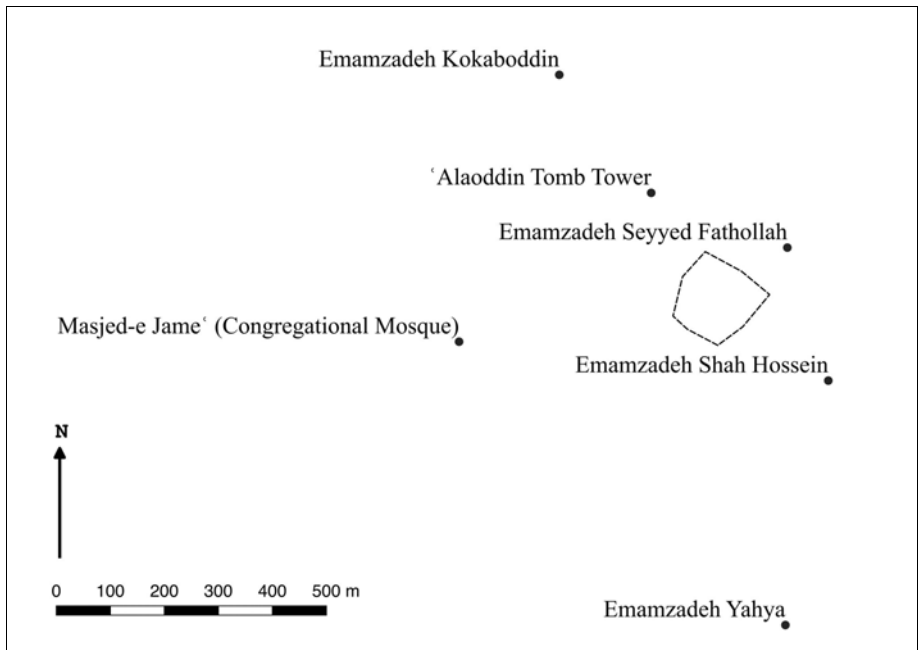 Emamzadeh Kokaboddin
ʿAlaoddin Tomb Tower
Emamzadeh Seyyed Fathollah
Masjed-e Jameʿ (Congregational Mosque)
Emamzadeh Shah Hossein
N
0 100 200 300 400 500 m
Emamzadeh Yahya